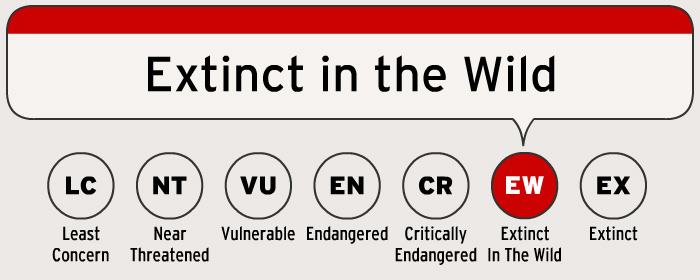 Extinct in the Wild
LC NT VU EN CR EW EX
Least Near Vulnerable Endangered Critically Extinct Extinct
Concern Threatened Endangered In The Wild